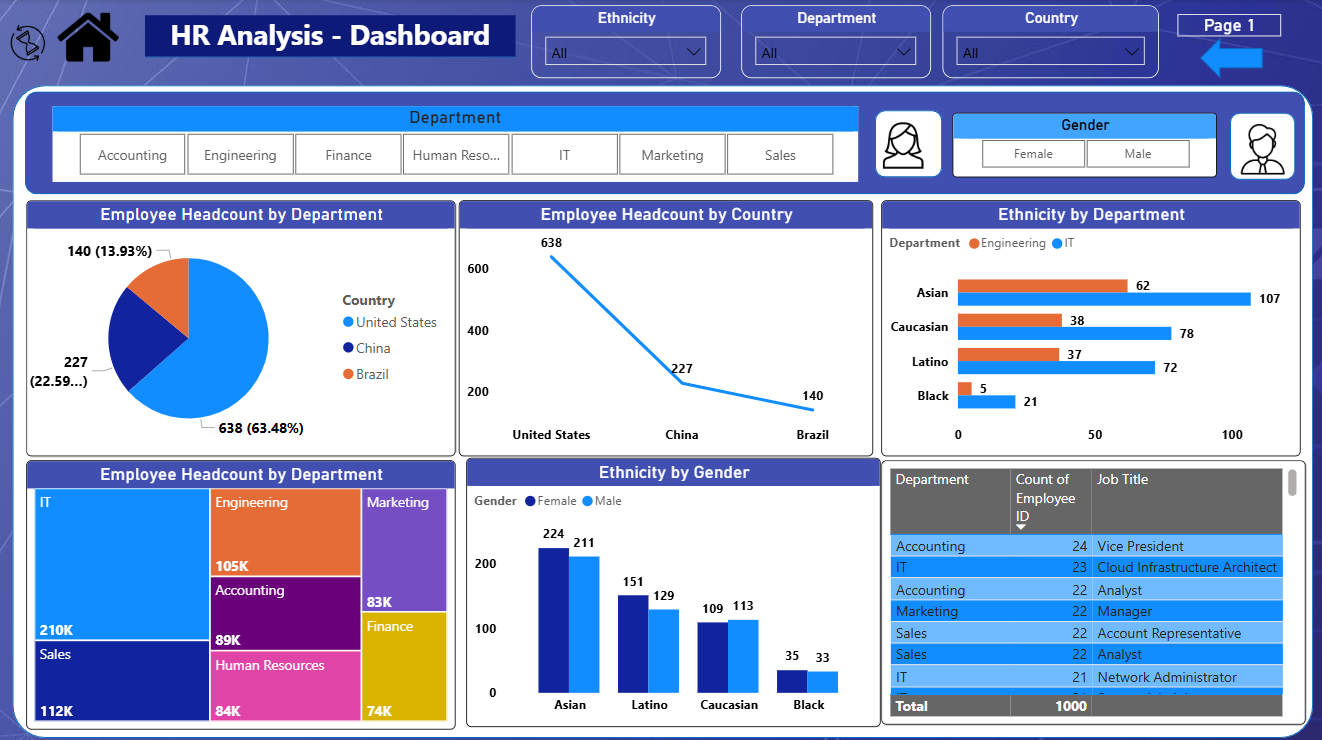 HR Analysis - Dashboard
Ethnicity
All
Department
All
Country
All
Page 1
Department
Accounting
Engineering
Finance
Human Reso...
IT
Marketing
Sales
Gender
Female
Male
Employee Headcount by Department
140 (13.93%)
227
(22.59...)
638 (63.48%)
Country
United States
China
Brazil
Employee Headcount by Country
600
400
200
638
227
140
United States
China
Brazil
Ethnicity by Department
Department Engineering IT
Asian 62
107
Caucasian 38
78
Latino 37
72
Black 5
21
0 50 100
Employee Headcount by Department
IT
210K
Sales
112K
Engineering
105K
Accounting
89K
Human Resources
84K
Marketing
83K
Finance
74K
Ethnicity by Gender
Gender Female Male
200
100
0
224 211
151 129
109 113
35 33
Asian Latino Caucasian Black
Department Count of Employee ID Job Title
Accounting 24 Vice President
IT 23 Cloud Infrastructure Architect
Accounting 22 Analyst
Marketing 22 Manager
Sales 22 Account Representative
Sales 22 Analyst
IT 21 Network Administrator
Total 1000